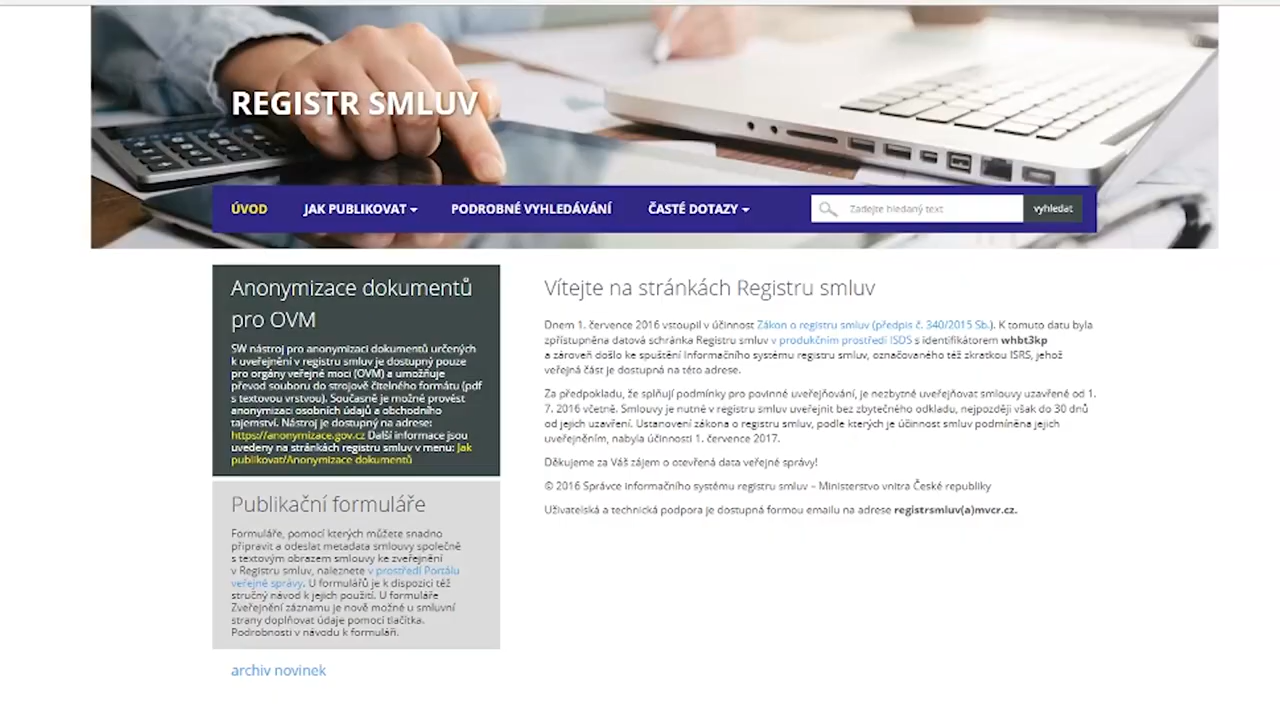 REGISTR SMLUV
ÚVOD JAK PUBLIKOVAT PODROBNÉ VYHLEDÁVÁNÍ ČASTÉ DOTAZY Zadejte hledaný text vyhledat
Anonymizace dokumentů
pro OVM
SW nástroj pro anonymizaci dokumentů určených
k uveřejnění v registru smluv je dostupný pouze
pro orgány veřejné moci (OVM) a umožňuje
převod souboru do strojově čitelného formátu (pdf
s textovou vrstvou). Současně je možné provést
anonymizaci osobních údajů a obchodního
tajemství. Nástroj je dostupný na adrese:
https://anonymizace.gov.cz Další informace jsou
uvedeny na stránkách registru smluv v menu: Jak
publikovat/Anonymizace dokumentů
Publikační formuláře
Formuláře, pomocí kterých můžete snadno
připravit a odeslat metadata smlouvy společně
s textovým obrazem smlouvy ke zveřejnění
v Registru smluv, naleznete v prostředí Portálu
veřejné správy. U formulářů je k dispozici též
stručný návod k jejich použití. U formuláře
Zveřejnění záznamu je nově možné u smluvní
strany doplňovat údaje pomocí tlačítka.
Podrobnosti v návodu k formuláři.
archiv novinek
Vítejte na stránkách Registru smluv
Dnem 1. července 2016 vstoupil v účinnost Zákon o registru smluv (předpis č. 340/2015 Sb.). K tomuto datu byla
zpřístupněna datová schránka Registru smluv v produkčním prostředí ISDS s identifikátorem whbt3kp
a zároveň došlo ke spuštění Informačního systému registru smluv, označovaného též zkratkou ISRS, jehož
veřejná část je dostupná na této adrese.
Za předpokladu, že splňují podmínky pro povinné uveřejňování, je nezbytné uveřejňovat smlouvy uzavřené od 1.
7. 2016 včetně. Smlouvy je nutné v registru smluv uveřejnit bez zbytečného odkladu, nejpozději však do 30 dnů
od jejich uzavření. Ustanovení zákona o registru smluv, podle kterých je účinnost smluv podmíněna jejich
uveřejněním, nabyla účinnosti 1. července 2017.
Děkujeme za Váš zájem o otevřená data veřejné správy!
© 2016 Správce informačního systému registru smluv – Ministerstvo vnitra České republiky
Uživatelská a technická podpora je dostupná formou emailu na adrese registrsmluv(a)mvcr.cz.